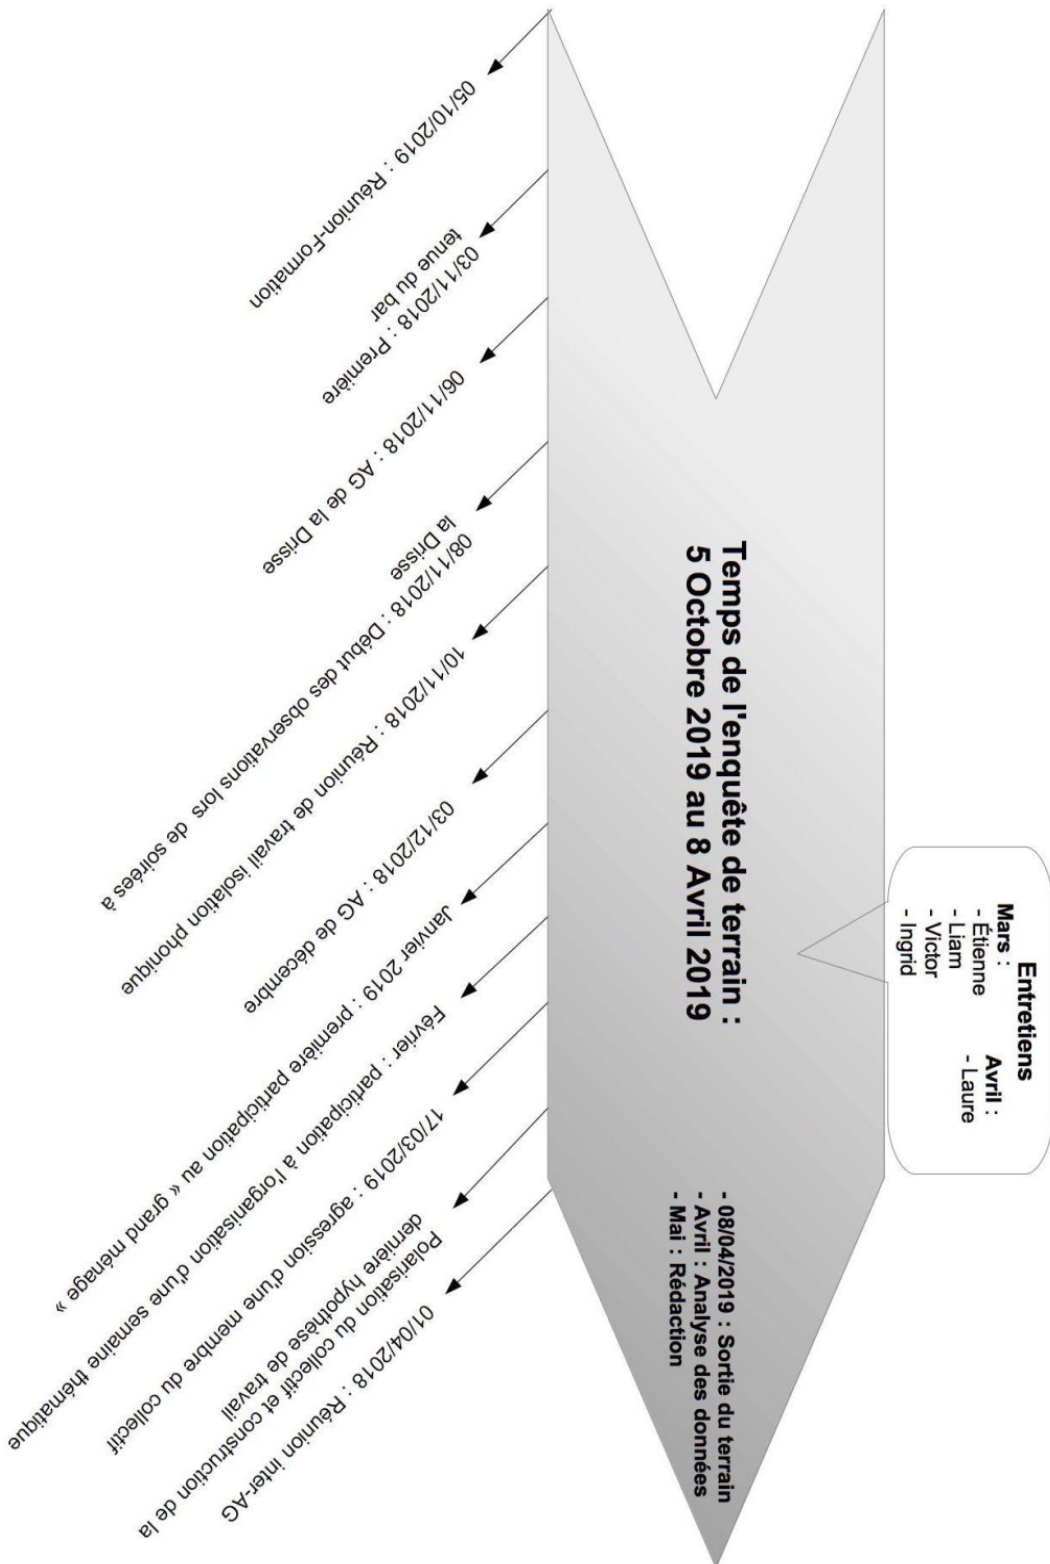 Entretiens
Mars :
- Étienne
- Liam
- Victor
- Ingrid
Avril :
- Laure
Temps de l'enquête de terrain :
5 Octobre 2019 au 8 Avril 2019
- 08/04/2019 : Sortie du terrain
- Avril : Analyse des données
- Mai : Rédaction
05/10/2019 : Réunion-Formation
03/11/2018 : Première
tenue du bar
06/11/2018 : AG de la Drisse
08/11/2018 : Début des observations lors de soirées à
la Drisse
10/11/2018 : Réunion de travail isolation phonique
03/12/2018 : AG de décembre
Janvier 2019 : première participation au « grand ménage »
Février : participation à l'organisation d'une semaine thématique
17/03/2019 : agression d'une membre du collectif
Polarisation du collectif et construction de la
dernière hypothèse de travail
01/04/2018 : Réunion inter-AG